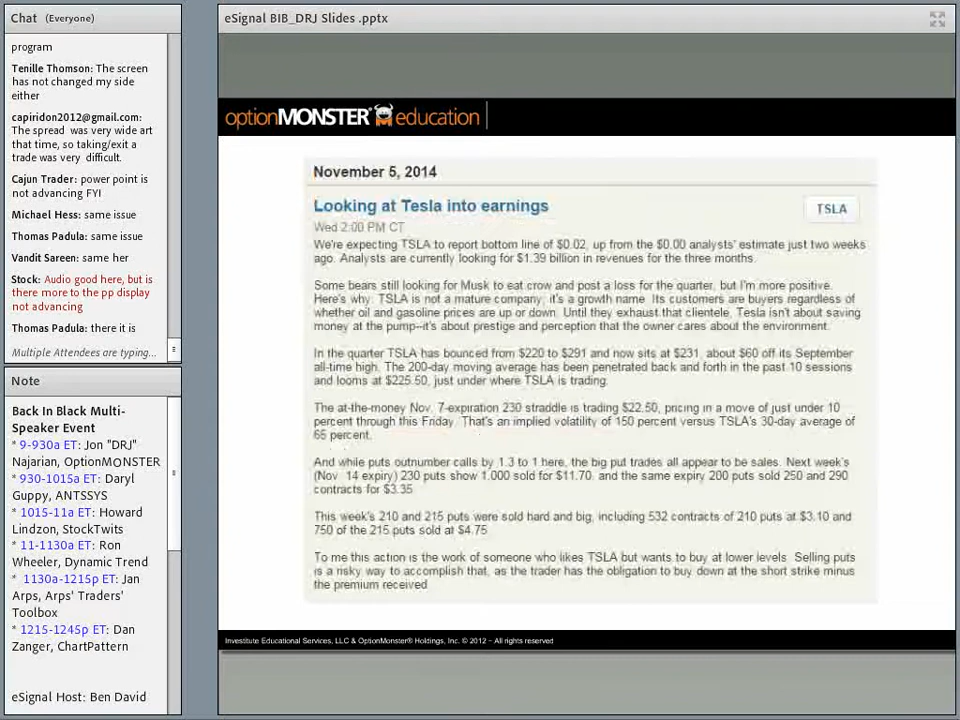 Chat (Everyone)
program
Tenille Thomson: The screen
has not changed my side
either
capiridon2012@gmail.com:
The spread was very wide art
that time, so taking/exit a
trade was very difficult.
Cajun Trader: power point is
not advancing FYI
Michael Hess: same issue
Thomas Padula: same issue
Vandit Sareen: same her
Stock: Audio good here, but is
there more to the pp display
not advancing
Thomas Padula: there it is
Multiple Attendees are typing...
Note
Back In Black Multi-
Speaker Event
* 9-930a ET: Jon "DRJ"
Najarian, OptionMONSTER
* 930-1015a ET: Daryl
Guppy, ANTSSYS
* 1015-11a ET: Howard
Lindzon, StockTwits
* 11-1130a ET: Ron
Wheeler, Dynamic Trend
* 1130a-1215p ET: Jan
Arps, Arps' Traders'
Toolbox
* 1215-1245p ET: Dan
Zanger, ChartPattern
eSignal Host: Ben David
eSignal BIB_DRJ Slides .pptx
optionMONSTER education
November 5, 2014
Looking at Tesla into earnings
TSLA
Wed 2:00 PM CT
We're expecting TSLA to report bottom line of $0.02, up from the $0.00 analysts' estimate just two weeks
ago. Analysts are currently looking for $1.39 billion in revenues for the three months.
Some bears still looking for Musk to eat crow and post a loss for the quarter, but I'm more positive.
Here's why: TSLA is not a mature company, it's a growth name. Its customers are buyers regardless of
whether oil and gasoline prices are up or down. Until they exhaust that clientele, Tesla isn't about saving
money at the pump--it's about prestige and perception that the owner cares about the environment.
In the quarter TSLA has bounced from $220 to $291 and now sits at $231, about $60 off its September
all-time high. The 200-day moving average has been penetrated back and forth in the past 10 sessions
and looms at $225.50, just under where TSLA is trading.
The at-the-money Nov. 7-expiration 230 straddle is trading $22.50, pricing in a move of just under 10
percent through this Friday. That's an implied volatility of 150 percent versus TSLA's 30-day average of
65 percent.
And while puts outnumber calls by 1.3 to 1 here, the big put trades all appear to be sales. Next week's
(Nov. 14 expiry) 230 puts show 1,000 sold for $11.70, and the same expiry 200 puts sold 250 and 290
contracts for $3.35
This week's 210 and 215 puts were sold hard and big, including 532 contracts of 210 puts at $3.10 and
750 of the 215 puts sold at $4.75
To me this action is the work of someone who likes TSLA but wants to buy at lower levels. Selling puts
is a risky way to accomplish that, as the trader has the obligation to buy down at the short strike minus
the premium received
Investitute Educational Services, LLC & OptionMonster® Holdings, Inc. © 2012 – All rights reserved